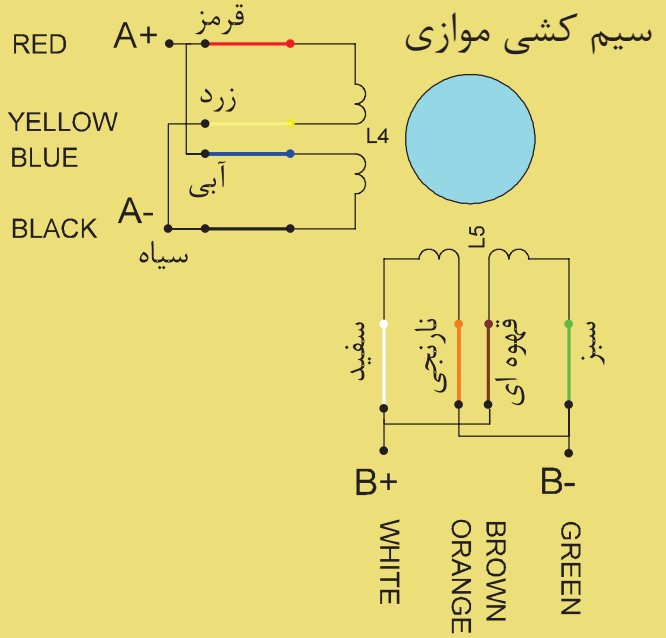 سیم کشی موازی
RED
A+
قرمز
YELLOW
زرد
L4
BLUE
آبی
A-
BLACK
سیاه
L5
سفید
نارنجی
قهوه ای
سبز
B+
B-
WHITE
ORANGE
BROWN
GREEN